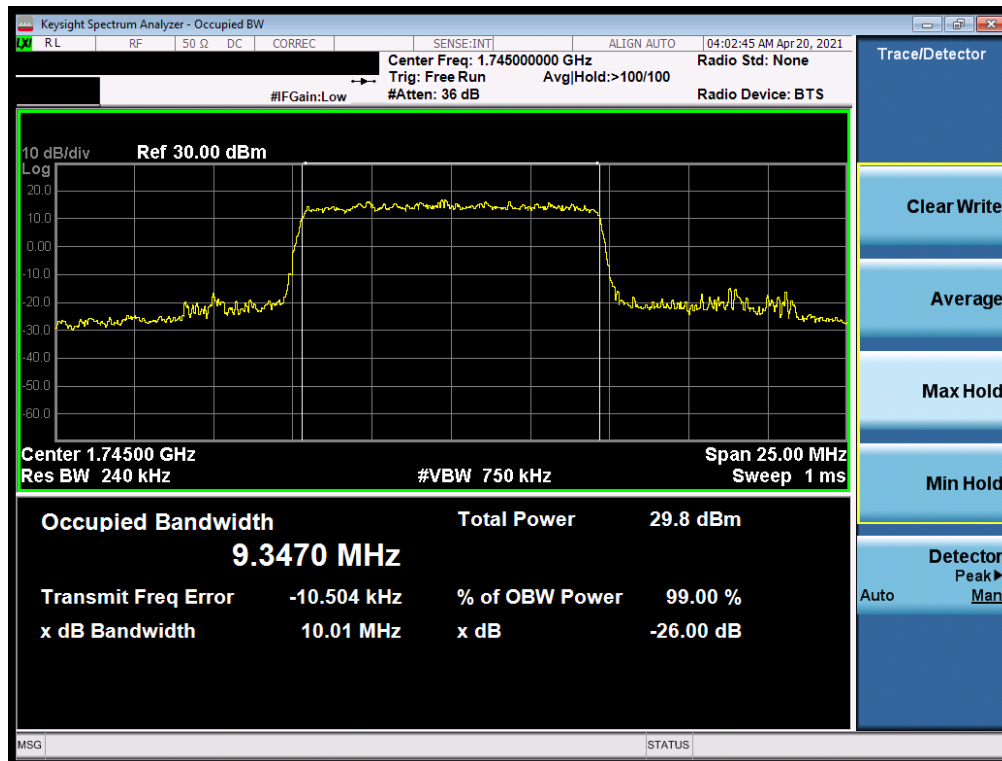 Keysight Spectrum Analyzer - Occupied BW
LXI RL RF 50 Ω DC CORREC SENSE:INT ALIGN AUTO 04:02:45 AM Apr 20, 2021
Center Freq: 1.745000000 GHz Radio Std: None
Trig: Free Run Avg|Hold:>100/100
#IFGain:Low #Atten: 36 dB Radio Device: BTS
10 dB/div Ref 30.00 dBm
Log
20.0
10.0
0.00
-10.0
-20.0
-30.0
-40.0
-50.0
-60.0
Center 1.74500 GHz Span 25.00 MHz
Res BW 240 kHz #VBW 750 kHz Sweep 1 ms
Occupied Bandwidth Total Power 29.8 dBm
9.3470 MHz
Transmit Freq Error -10.504 kHz % of OBW Power 99.00 %
x dB Bandwidth 10.01 MHz x dB -26.00 dB
MSG STATUS
Trace/Detector
Clear Write
Average
Max Hold
Min Hold
Detector
Peak▶
Auto Man